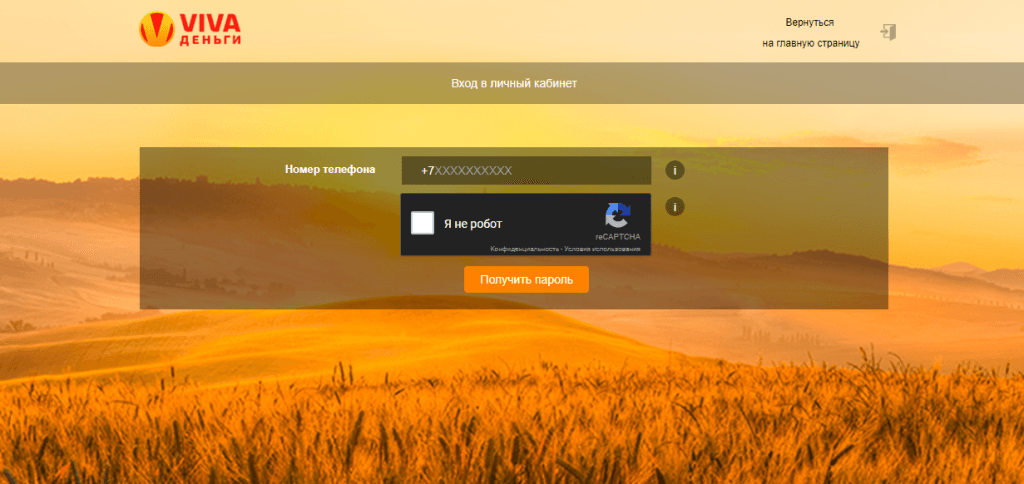 VIVA
ДЕНЬГИ
Вернуться
на главную страницу
Вход в личный кабинет
Номер телефона
+7XXXXXXXXXX
i
Я не робот
reCAPTCHA
Конфиденциальность - Условия использования
i
Получить пароль